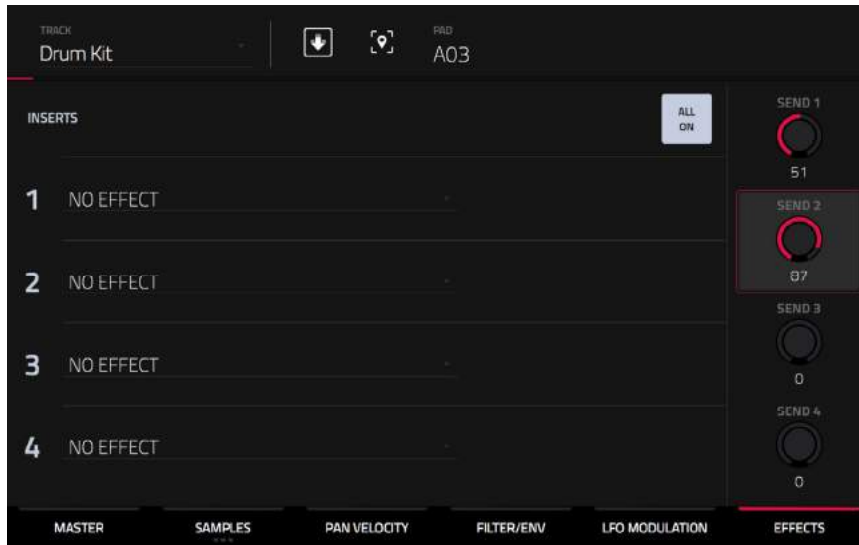 TRACK
Drum Kit
PAD
A03
INSERTS
ALL
ON
1 NO EFFECT
2 NO EFFECT
3 NO EFFECT
4 NO EFFECT
SEND 1
51
SEND 2
SEND 3
0
SEND 4
0
MASTER SAMPLES PAN VELOCITY FILTER/ENV LFO MODULATION EFFECTS